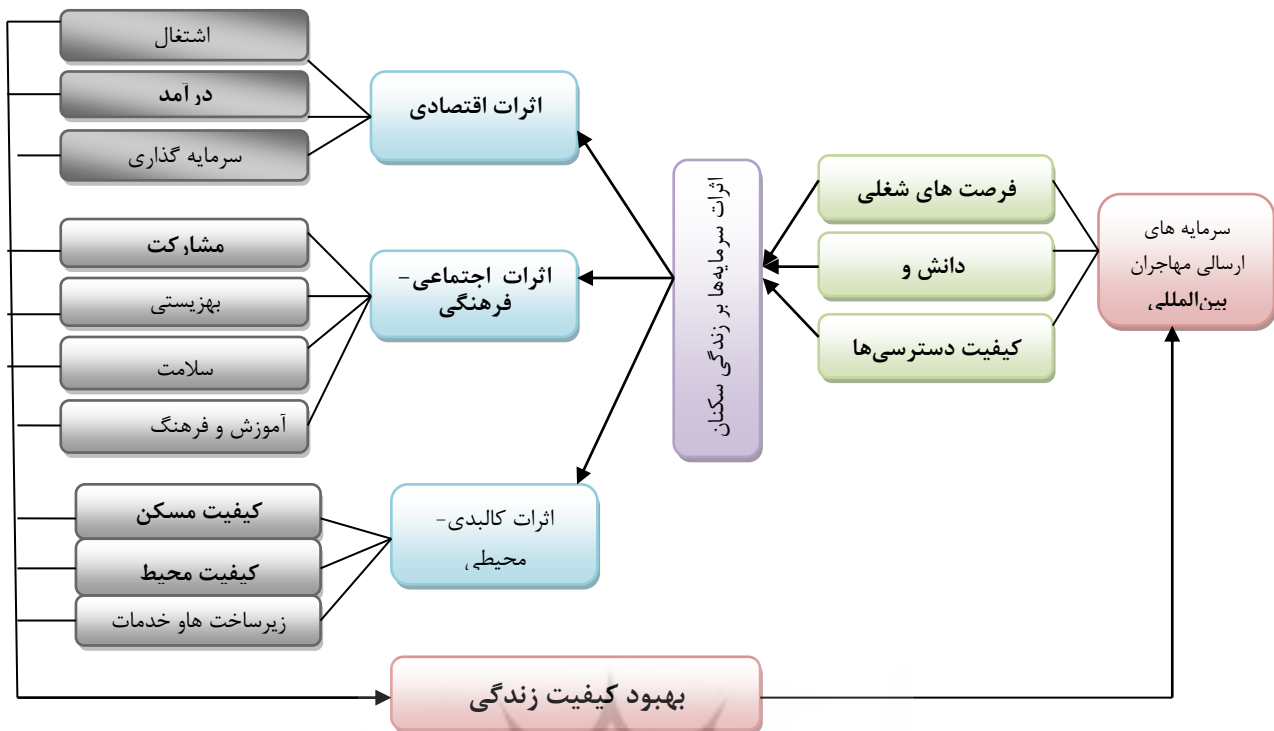 سرمایه های
ارسالی مهاجران
بین‌المللی
فرصت های شغلی
دانش و
کیفیت دسترسی‌ها
اثرات سرمایه‌ها بر زندگی سکنان
اثرات اقتصادی
اثرات اجتماعی-
فرهنگی
اثرات کالبدی-
محیطی
اشتغال
در آمد
سرمایه گذاری
مشارکت
بهزیستی
سلامت
آموزش و فرهنگ
کیفیت مسکن
کیفیت محیط
زیرساخت هاو خدمات
بهبود کیفیت زندگی